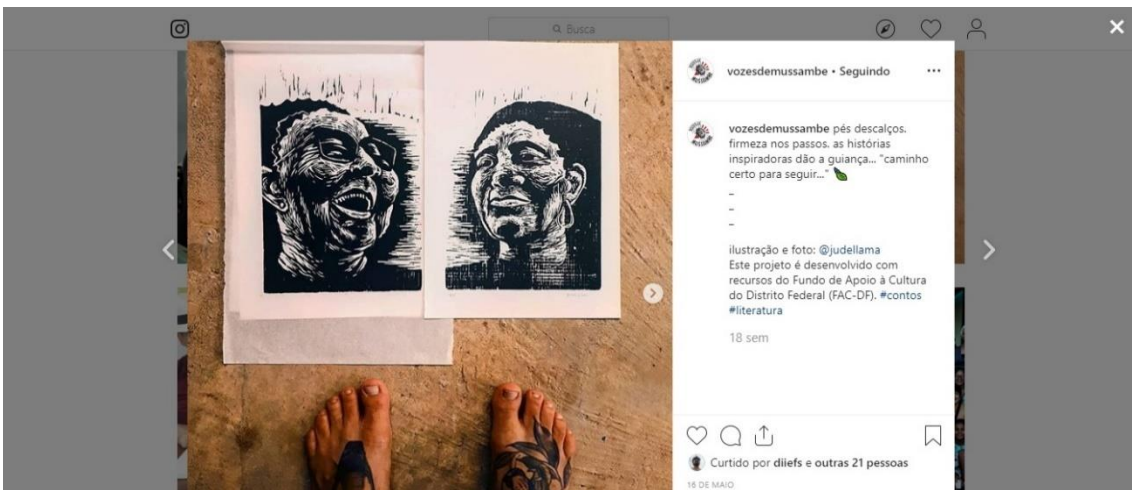 Busca
vozesdemussambe • Seguindo
vozesdemussambe pés descalços.
firmeza nos passos. as histórias
inspiradoras dão a guiança... "caminho
certo para seguir..."
-
-
-
ilustração e foto: @judellama
Este projeto é desenvolvido com
recursos do Fundo de Apoio à Cultura
do Distrito Federal (FAC-DF). #contos
#literatura
18 sem
Curtido por diiefs e outras 21 pessoas
16 DE MAIO